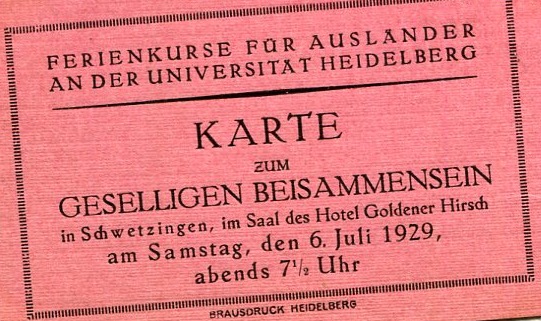 FERIENKURSE FÜR AUSLÄNDER
AN DER UNIVERSITÄT HEIDELBERG
KARTE
ZUM
GESELLIGEN BEISAMMENSEIN
in Schwetzingen, im Saal des Hotel Goldener Hirsch
am Samstag, den 6. Juli 1929,
abends 7½ Uhr
BRAUSDRUCK HEIDELBERG